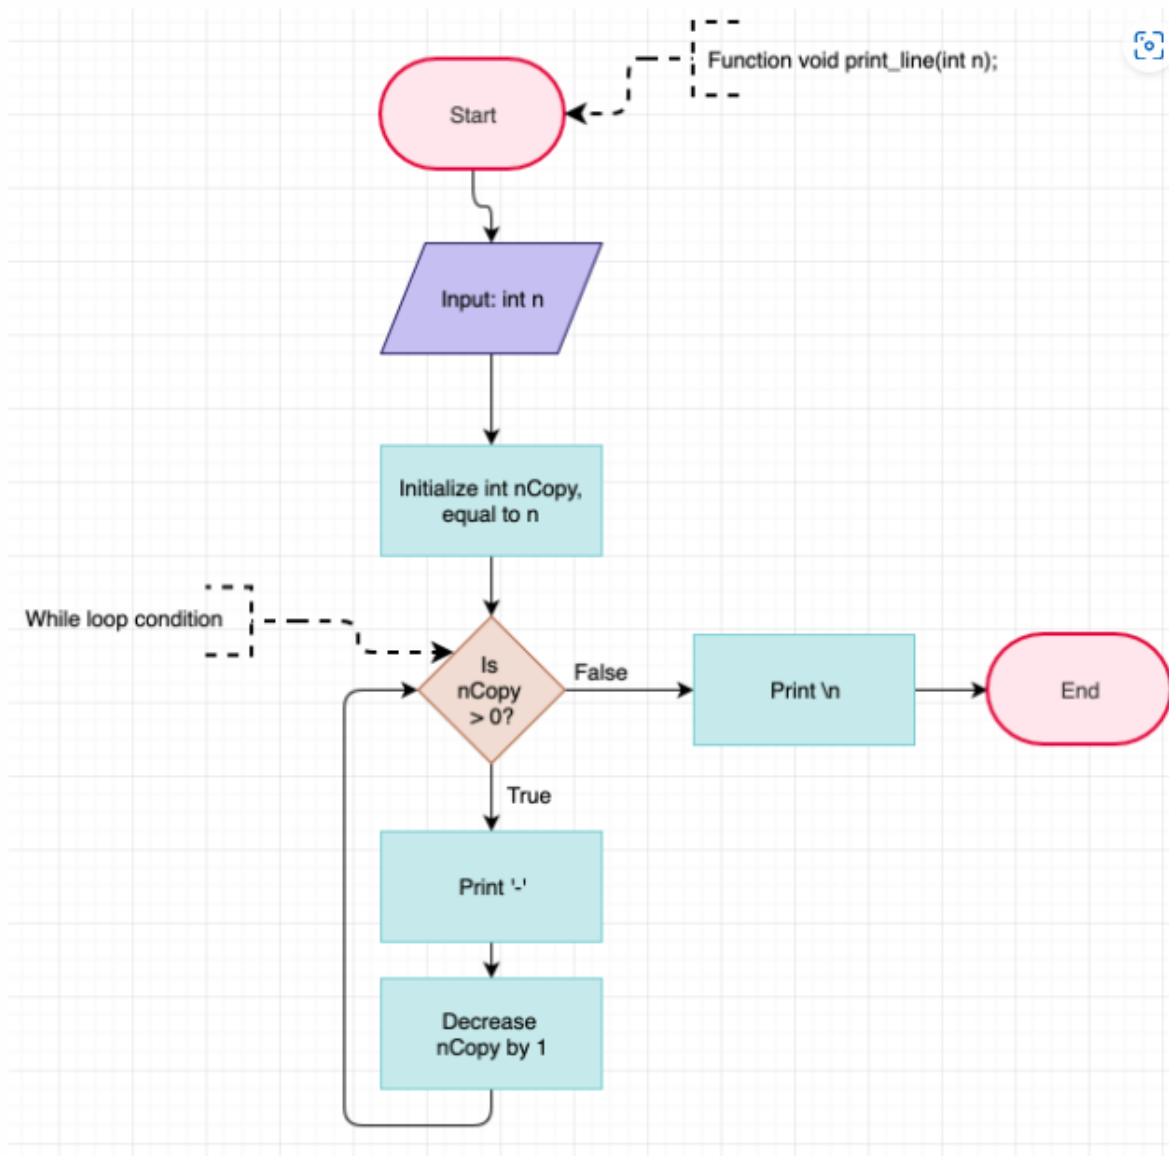 Function void print_line(int n);
Start
Input: int n
Initialize int nCopy,
equal to n
While loop condition
Is
nCopy
> 0?
False
Print \n
End
True
Print '-'
Decrease
nCopy by 1